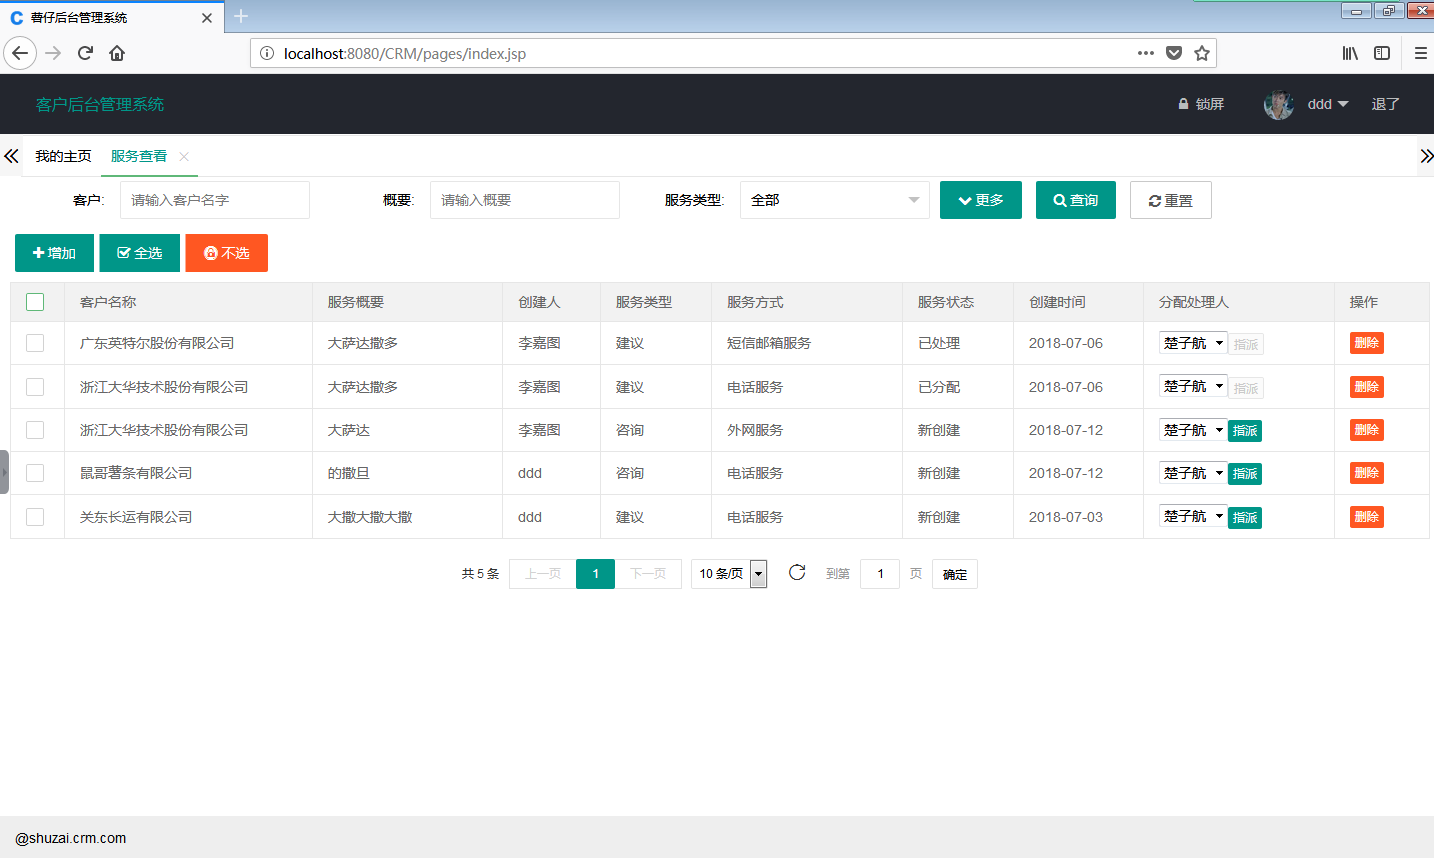 蕾仔后台管理系统
localhost:8080/CRM/pages/index.jsp
客户后台管理系统 锁屏 ddd 退了
我的主页 服务查看
客户: 请输入客户名字 概要: 请输入概要 服务类型: 全部 更多 查询 重置
增加 全选 不选
客户名称 服务概要 创建人 服务类型 服务方式 服务状态 创建时间 分配处理人 操作
广东英特尔股份有限公司 大萨达撒多 李嘉图 建议 短信邮箱服务 已处理 2018-07-06 楚子航 指派 删除
浙江大华技术股份有限公司 大萨达撒多 李嘉图 建议 电话服务 已分配 2018-07-06 楚子航 指派 删除
浙江大华技术股份有限公司 大萨达 李嘉图 咨询 外网服务 新创建 2018-07-12 楚子航 指派 删除
鼠哥薯条有限公司 的撒旦 ddd 咨询 电话服务 新创建 2018-07-12 楚子航 指派 删除
关东长运有限公司 大撒大撒大撒 ddd 建议 电话服务 新创建 2018-07-03 楚子航 指派 删除
共 5 条 上一页 1 下一页 10 条/页 到第 1 页 确定
@shuzai.crm.com